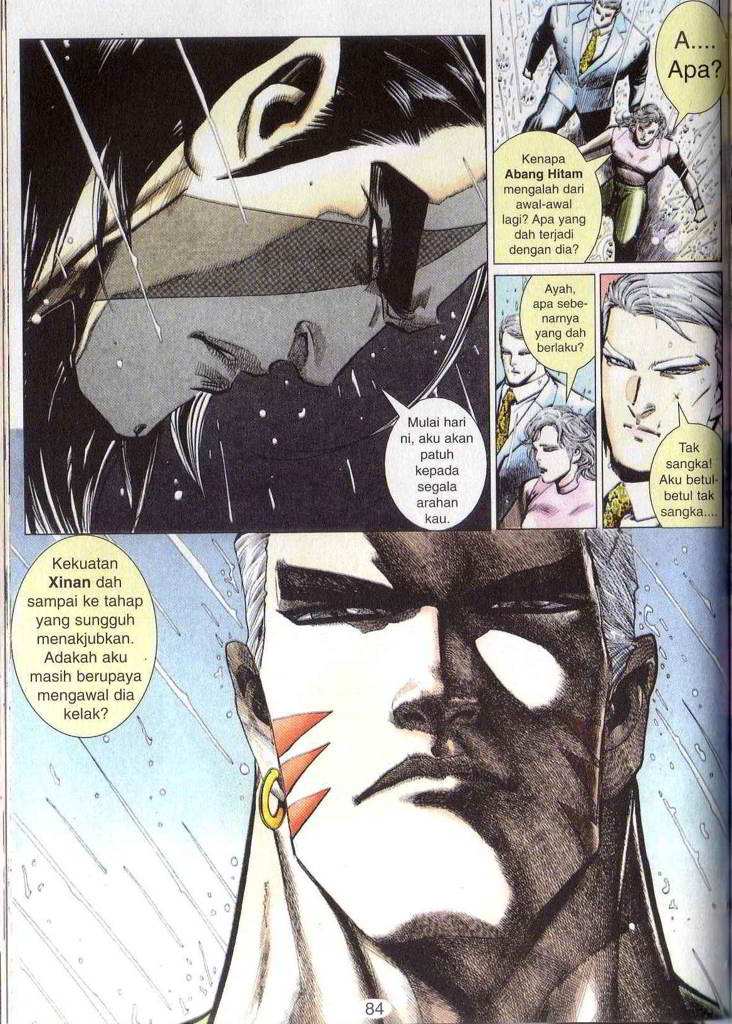 Mulai hari
ni, aku akan
patuh
kepada
segala
arahan
kau.
A....
Apa?
Kenapa
Abang Hitam
mengalah dari
awal-awal
lagi? Apa yang
dah terjadi
dengan dia?
Ayah,
apa sebe-
narnya
yang dah
berlaku?
Tak
sangka!
Aku betul-
betul tak
sangka....
Kekuatan
Xinan dah
sampai ke tahap
yang sungguh
menakjubkan.
Adakah aku
masih berupaya
mengawal dia
kelak?
84